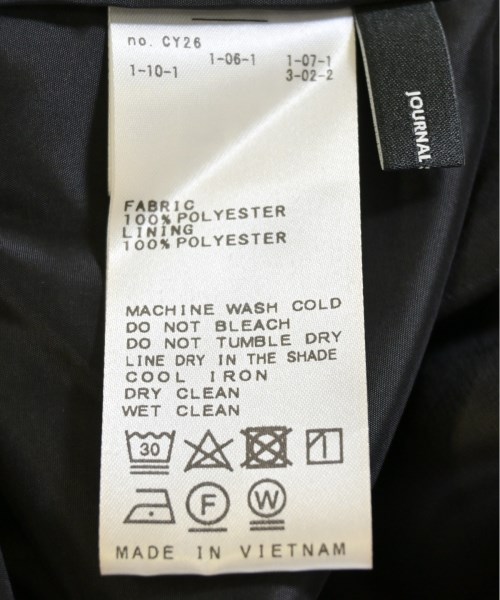 no. CY26
1-06-1 1-07-1
1-10-1 3-02-2
JOURNAL
FABRIC
100% POLYESTER
LINING
100% POLYESTER
MACHINE WASH COLD
DO NOT BLEACH
DO NOT TUMBLE DRY
LINE DRY IN THE SHADE
COOL IRON
DRY CLEAN
WET CLEAN
30
F W
MADE IN VIETNAM